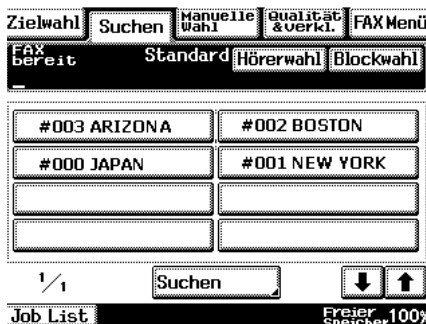 Zielwahl Suchen Manuelle Wahl Qualität &verkl. FAX Menü
FAX bereit Standard Hörerwahl Blockwahl
#003 ARIZONA #002 BOSTON
#000 JAPAN #001 NEW YORK
1/1 Suchen
Job List Freier Speicher 100%